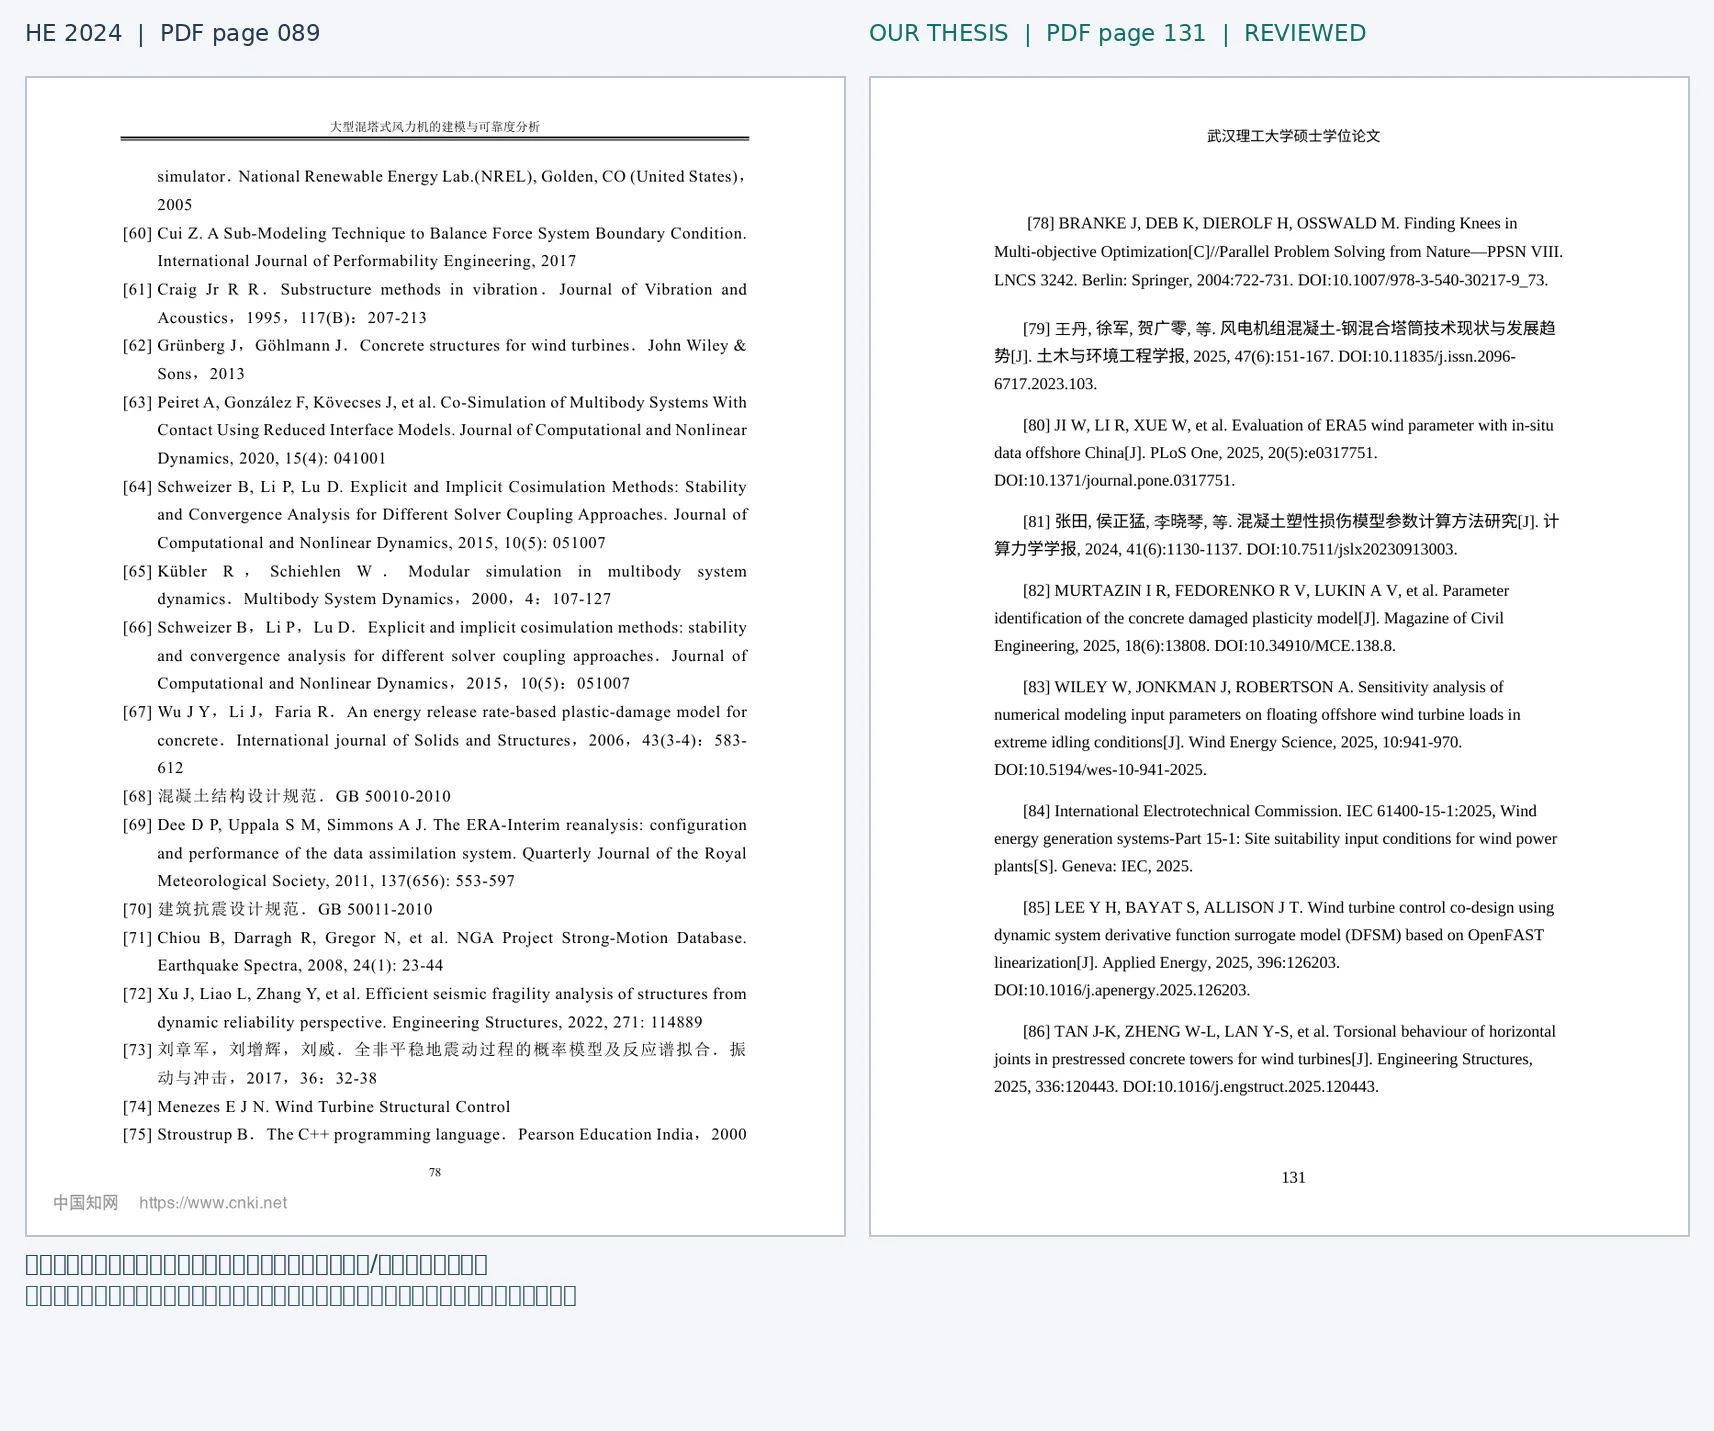 HE 2024 | PDF page 089
大型混塔式风力机的建模与可靠度分析
simulator．National Renewable Energy Lab.(NREL), Golden, CO (United States)，
2005
[60] Cui Z. A Sub-Modeling Technique to Balance Force System Boundary Condition.
International Journal of Performability Engineering, 2017
[61] Craig Jr R R．Substructure methods in vibration．Journal of Vibration and
Acoustics，1995，117(B)：207-213
[62] Grünberg J，Göhlmann J．Concrete structures for wind turbines．John Wiley &
Sons，2013
[63] Peiret A, González F, Kövecses J, et al. Co-Simulation of Multibody Systems With
Contact Using Reduced Interface Models. Journal of Computational and Nonlinear
Dynamics, 2020, 15(4): 041001
[64] Schweizer B, Li P, Lu D. Explicit and Implicit Cosimulation Methods: Stability
and Convergence Analysis for Different Solver Coupling Approaches. Journal of
Computational and Nonlinear Dynamics, 2015, 10(5): 051007
[65] Kübler R，Schiehlen W．Modular simulation in multibody system
dynamics．Multibody System Dynamics，2000，4：107-127
[66] Schweizer B，Li P，Lu D．Explicit and implicit cosimulation methods: stability
and convergence analysis for different solver coupling approaches．Journal of
Computational and Nonlinear Dynamics，2015，10(5)：051007
[67] Wu J Y，Li J，Faria R．An energy release rate-based plastic-damage model for
concrete．International journal of Solids and Structures，2006，43(3-4)：583-
612
[68] 混凝土结构设计规范．GB 50010-2010
[69] Dee D P, Uppala S M, Simmons A J. The ERA-Interim reanalysis: configuration
and performance of the data assimilation system. Quarterly Journal of the Royal
Meteorological Society, 2011, 137(656): 553-597
[70] 建筑抗震设计规范．GB 50011-2010
[71] Chiou B, Darragh R, Gregor N, et al. NGA Project Strong-Motion Database.
Earthquake Spectra, 2008, 24(1): 23-44
[72] Xu J, Liao L, Zhang Y, et al. Efficient seismic fragility analysis of structures from
dynamic reliability perspective. Engineering Structures, 2022, 271: 114889
[73] 刘章军，刘增辉，刘威．全非平稳地震动过程的概率模型及反应谱拟合．振
动与冲击，2017，36：32-38
[74] Menezes E J N. Wind Turbine Structural Control
[75] Stroustrup B．The C++ programming language．Pearson Education India，2000
78
中国知网 https://www.cnki.net
OUR THESIS | PDF page 131 | REVIEWED
武汉理工大学硕士学位论文
[78] BRANKE J, DEB K, DIEROLF H, OSSWALD M. Finding Knees in
Multi-objective Optimization[C]//Parallel Problem Solving from Nature—PPSN VIII.
LNCS 3242. Berlin: Springer, 2004:722-731. DOI:10.1007/978-3-540-30217-9_73.
[79] 王丹, 徐军, 贺广零, 等. 风电机组混凝土-钢混合塔筒技术现状与发展趋
势[J]. 土木与环境工程学报, 2025, 47(6):151-167. DOI:10.11835/j.issn.2096-
6717.2023.103.
[80] JI W, LI R, XUE W, et al. Evaluation of ERA5 wind parameter with in-situ
data offshore China[J]. PLoS One, 2025, 20(5):e0317751.
DOI:10.1371/journal.pone.0317751.
[81] 张田, 侯正猛, 李晓琴, 等. 混凝土塑性损伤模型参数计算方法研究[J]. 计
算力学学报, 2024, 41(6):1130-1137. DOI:10.7511/jslx20230913003.
[82] MURTAZIN I R, FEDORENKO R V, LUKIN A V, et al. Parameter
identification of the concrete damaged plasticity model[J]. Magazine of Civil
Engineering, 2025, 18(6):13808. DOI:10.34910/MCE.138.8.
[83] WILEY W, JONKMAN J, ROBERTSON A. Sensitivity analysis of
numerical modeling input parameters on floating offshore wind turbine loads in
extreme idling conditions[J]. Wind Energy Science, 2025, 10:941-970.
DOI:10.5194/wes-10-941-2025.
[84] International Electrotechnical Commission. IEC 61400-15-1:2025, Wind
energy generation systems-Part 15-1: Site suitability input conditions for wind power
plants[S]. Geneva: IEC, 2025.
[85] LEE Y H, BAYAT S, ALLISON J T. Wind turbine control co-design using
dynamic system derivative function surrogate model (DFSM) based on OpenFAST
linearization[J]. Applied Energy, 2025, 396:126203.
DOI:10.1016/j.apenergy.2025.126203.
[86] TAN J-K, ZHENG W-L, LAN Y-S, et al. Torsional behaviour of horizontal
joints in prestressed concrete towers for wind turbines[J]. Engineering Structures,
2025, 336:120443. DOI:10.1016/j.engstruct.2025.120443.
131